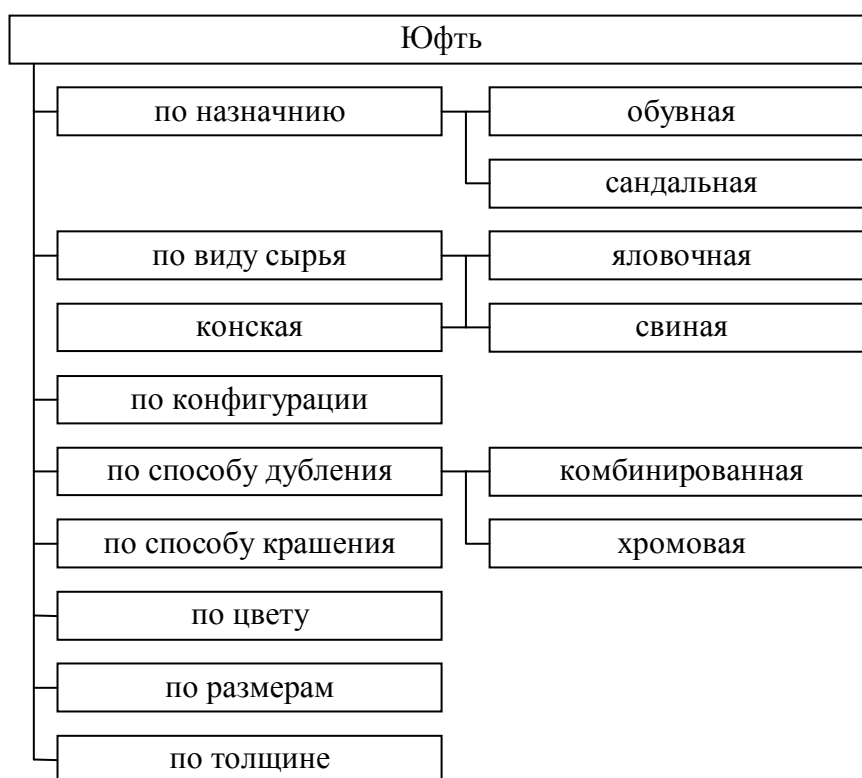 Юфть
по назначнию
обувная
сандальная
по виду сырья
яловочная
конская
свиная
по конфигурации
по способу дубления
комбинированная
по способу крашения
хромовая
по цвету
по размерам
по толщине